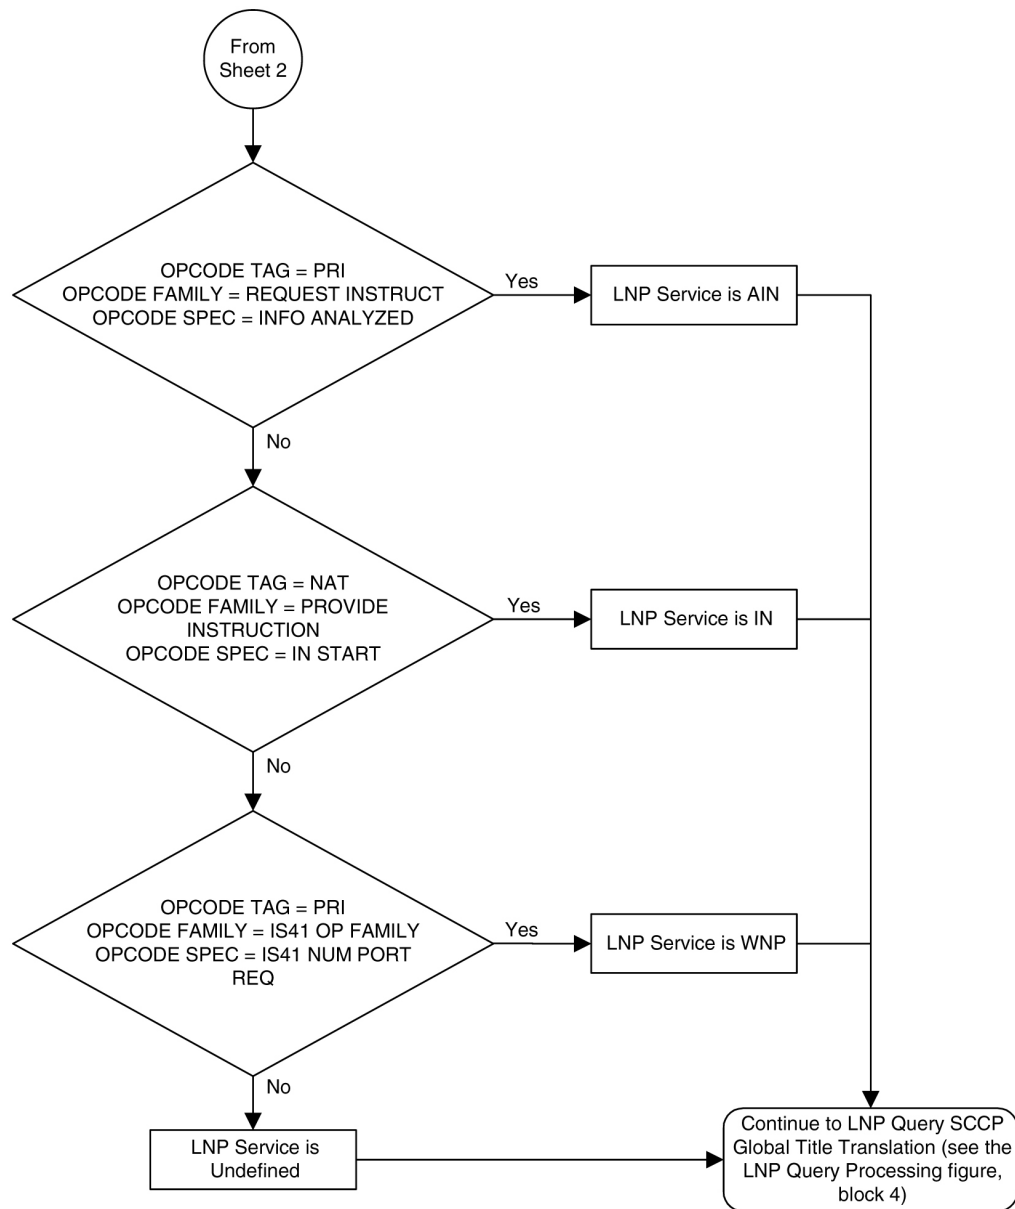 From
Sheet 2
OPCODE TAG = PRI
OPCODE FAMILY = REQUEST INSTRUCT
OPCODE SPEC = INFO ANALYZED
Yes
LNP Service is AIN
No
OPCODE TAG = NAT
OPCODE FAMILY = PROVIDE
INSTRUCTION
OPCODE SPEC = IN START
Yes
LNP Service is IN
No
OPCODE TAG = PRI
OPCODE FAMILY = IS41 OP FAMILY
OPCODE SPEC = IS41 NUM PORT
REQ
Yes
LNP Service is WNP
No
LNP Service is
Undefined
Continue to LNP Query SCCP
Global Title Translation (see the
LNP Query Processing figure,
block 4)